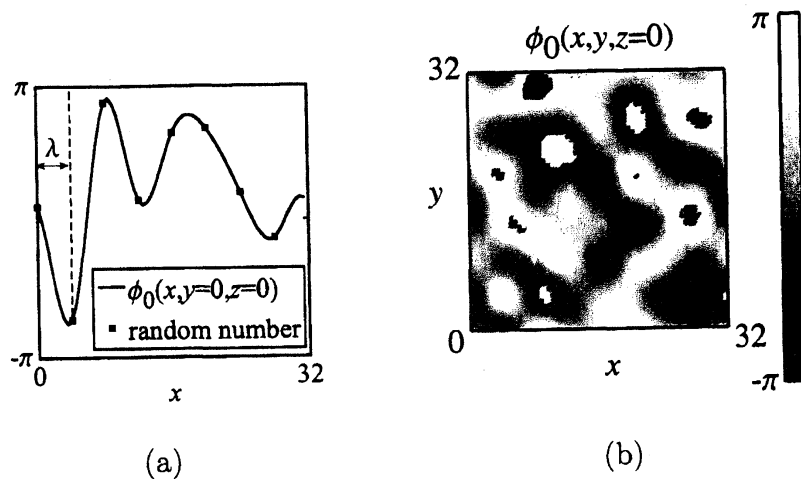 π
λ
ϕ₀(x,y=0,z=0)
random number
-π
0
32
x
(a)
ϕ₀(x,y,z=0)
32
y
0
32
x
π
-π
(b)